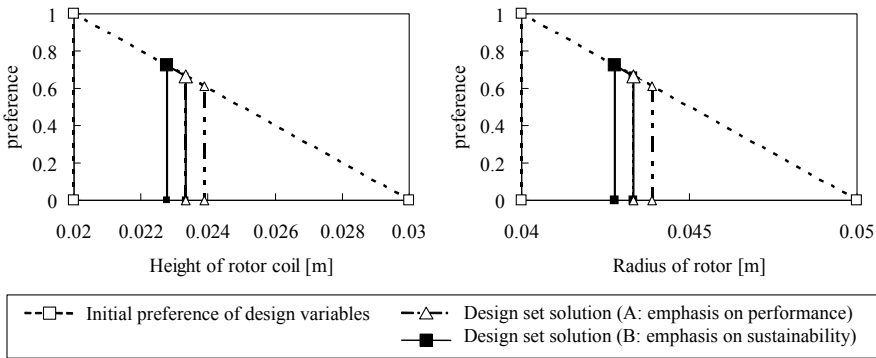 1
0.8
0.6
0.4
0.2
0
preference
0.02 0.022 0.024 0.026 0.028 0.03
Height of rotor coil [m]
1
0.8
0.6
0.4
0.2
0
preference
0.04 0.045 0.05
Radius of rotor [m]
Initial preference of design variables
Design set solution (A: emphasis on performance)
Design set solution (B: emphasis on sustainability)